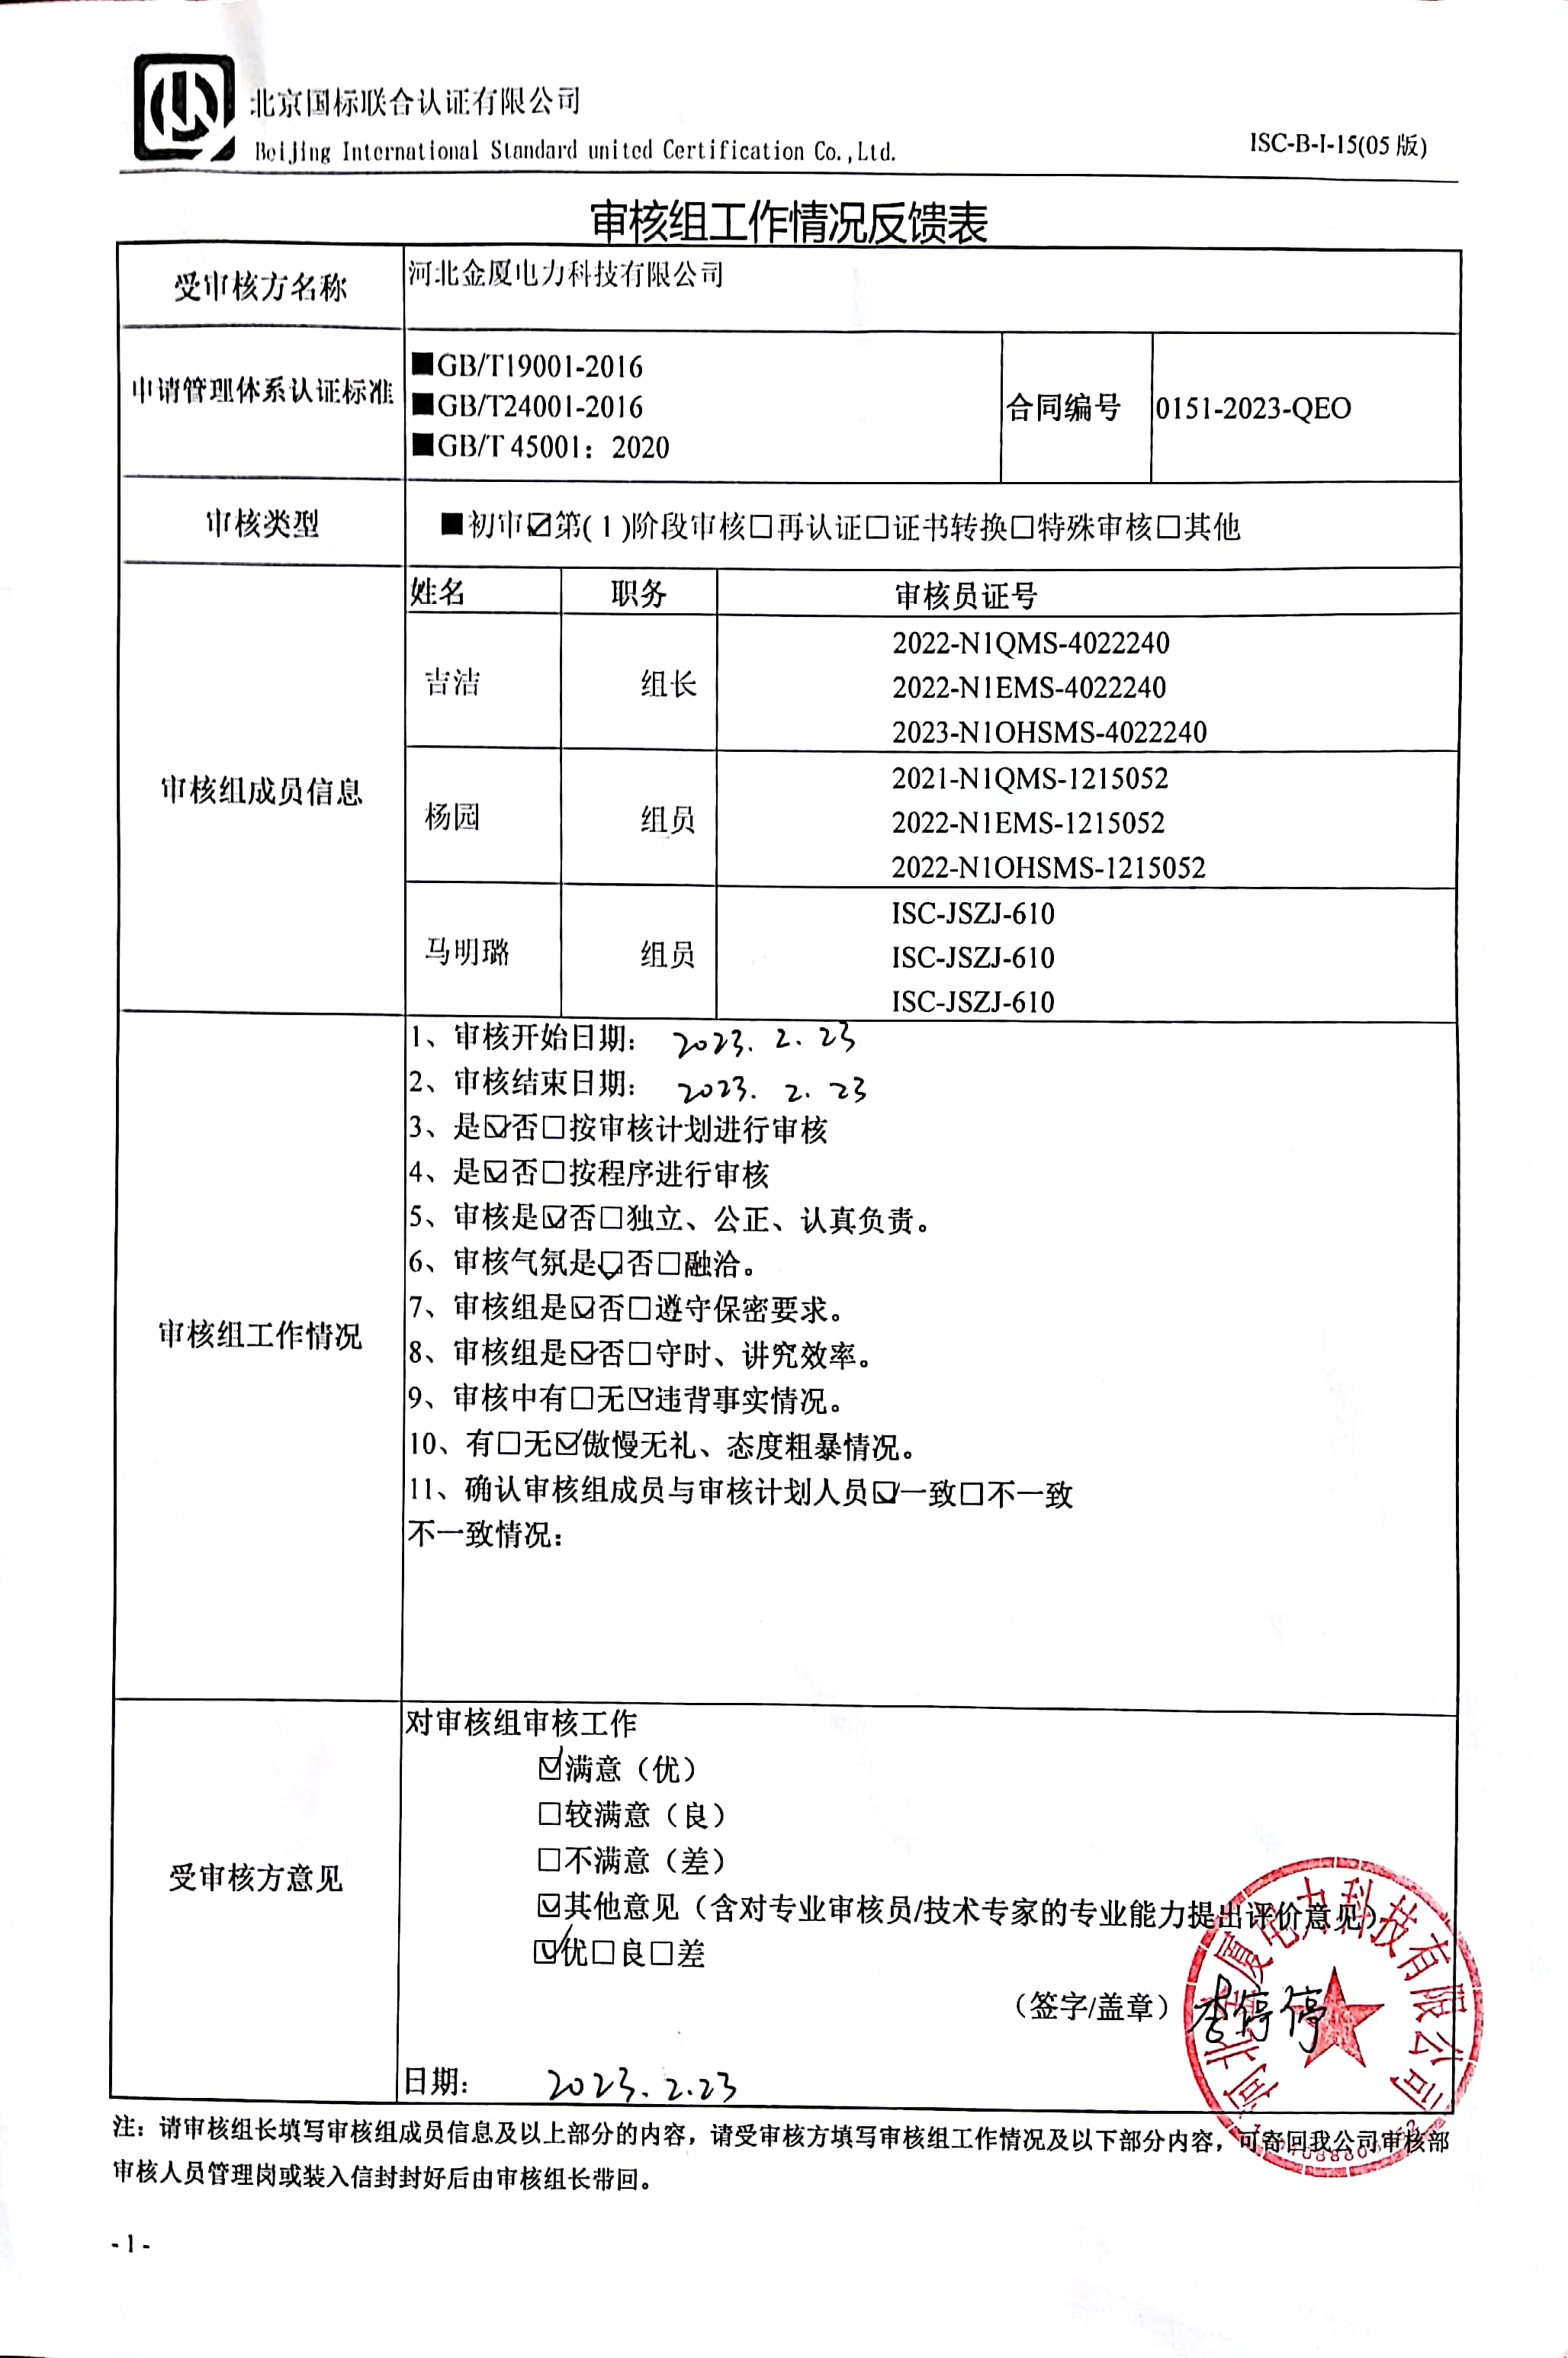 北京国标联合认证有限公司
Beijing International Standard united Certification Co.,Ltd.
ISC-B-I-15(05 版)
审核组工作情况反馈表
受审核方名称
河北金厦电力科技有限公司
申请管理体系认证标准
■GB/T19001-2016
■GB/T24001-2016
■GB/T 45001：2020
合同编号
0151-2023-QEO
审核类型
■初审☑第( 1 )阶段审核□再认证□证书转换□特殊审核□其他
审核组成员信息
姓名 职务 审核员证号
吉洁 组长
2022-N1QMS-4022240
2022-N1EMS-4022240
2023-N1OHSMS-4022240
杨园 组员
2021-N1QMS-1215052
2022-N1EMS-1215052
2022-N1OHSMS-1215052
马明璐 组员
ISC-JSZJ-610
ISC-JSZJ-610
ISC-JSZJ-610
审核组工作情况
1、审核开始日期： 2023. 2. 23
2、审核结束日期： 2023. 2. 23
3、是☑否□按审核计划进行审核
4、是☑否□按程序进行审核
5、审核是☑否□独立、公正、认真负责。
6、审核气氛是☑否□融洽。
7、审核组是☑否□遵守保密要求。
8、审核组是☑否□守时、讲究效率。
9、审核中有□无☑违背事实情况。
10、有□无☑傲慢无礼、态度粗暴情况。
11、确认审核组成员与审核计划人员☑一致□不一致
不一致情况：
受审核方意见
对审核组审核工作
☑满意（优）
□较满意（良）
□不满意（差）
☑其他意见（含对专业审核员/技术专家的专业能力提出评价意见）
☑优□良□差
（签字/盖章）李停停
河北金厦电力科技有限公司
日期： 2023. 2.23
注：请审核组长填写审核组成员信息及以上部分的内容，请受审核方填写审核组工作情况及以下部分内容，可寄回我公司审核部
审核人员管理岗或装入信封封好后由审核组长带回。
- 1 -